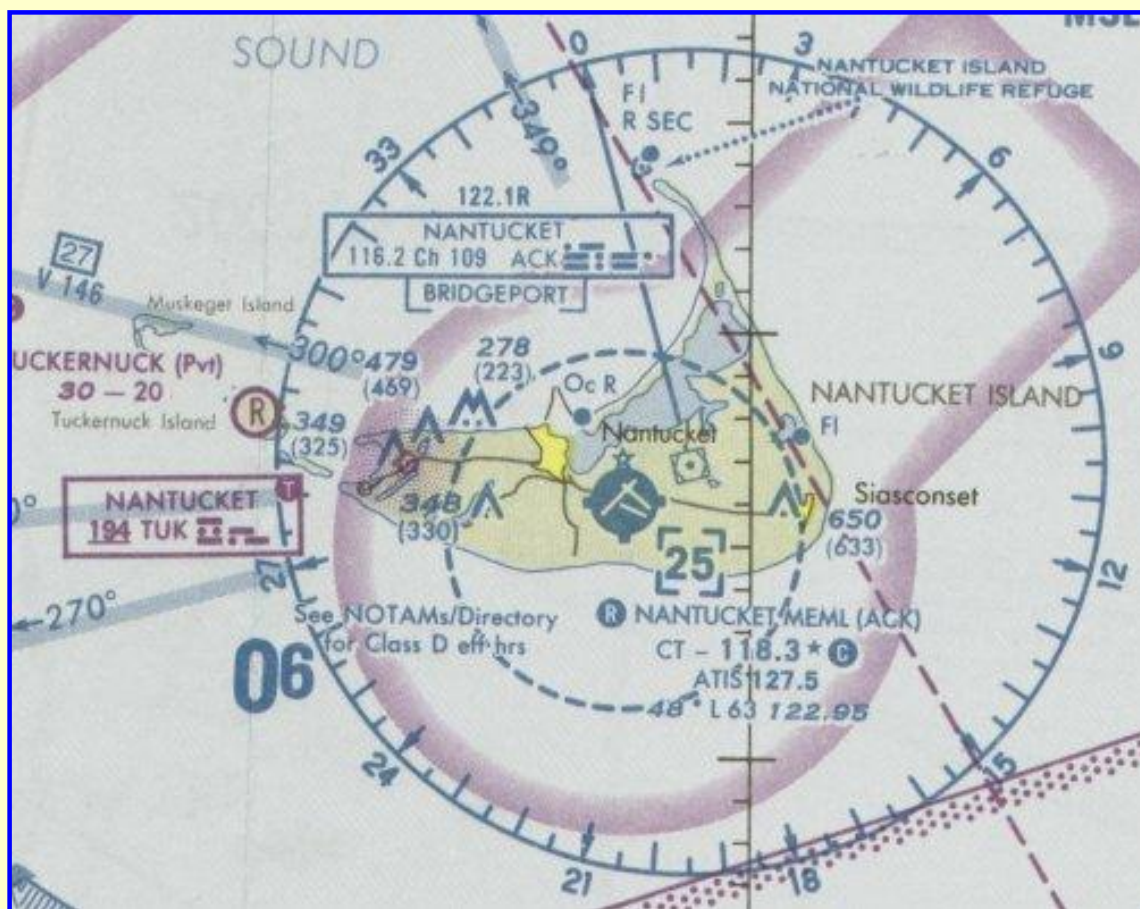 MSL
SOUND
0
3
NANTUCKET ISLAND
NATIONAL WILDLIFE REFUGE
Fl
R SEC
349°
33
6
122.1R
NANTUCKET
116.2 Ch 109 ACK
BRIDGEPORT
27
V 146
Muskeget Island
300°
479
(469)
278
(223)
6
UCKERNUCK (Pvt)
30 – 20
Tuckernuck Island
R
349
(325)
Oc R
NANTUCKET ISLAND
Nantucket
Fl
NANTUCKET
194 TUK
T
348
(330)
Siasconset
650
(633)
25
27
12
270°
See NOTAMs/Directory
for Class D eff hrs
R NANTUCKET MEML (ACK)
CT – 118.3 * C
ATIS 127.5
48 * L 63 122.95
06
24
15
21
18